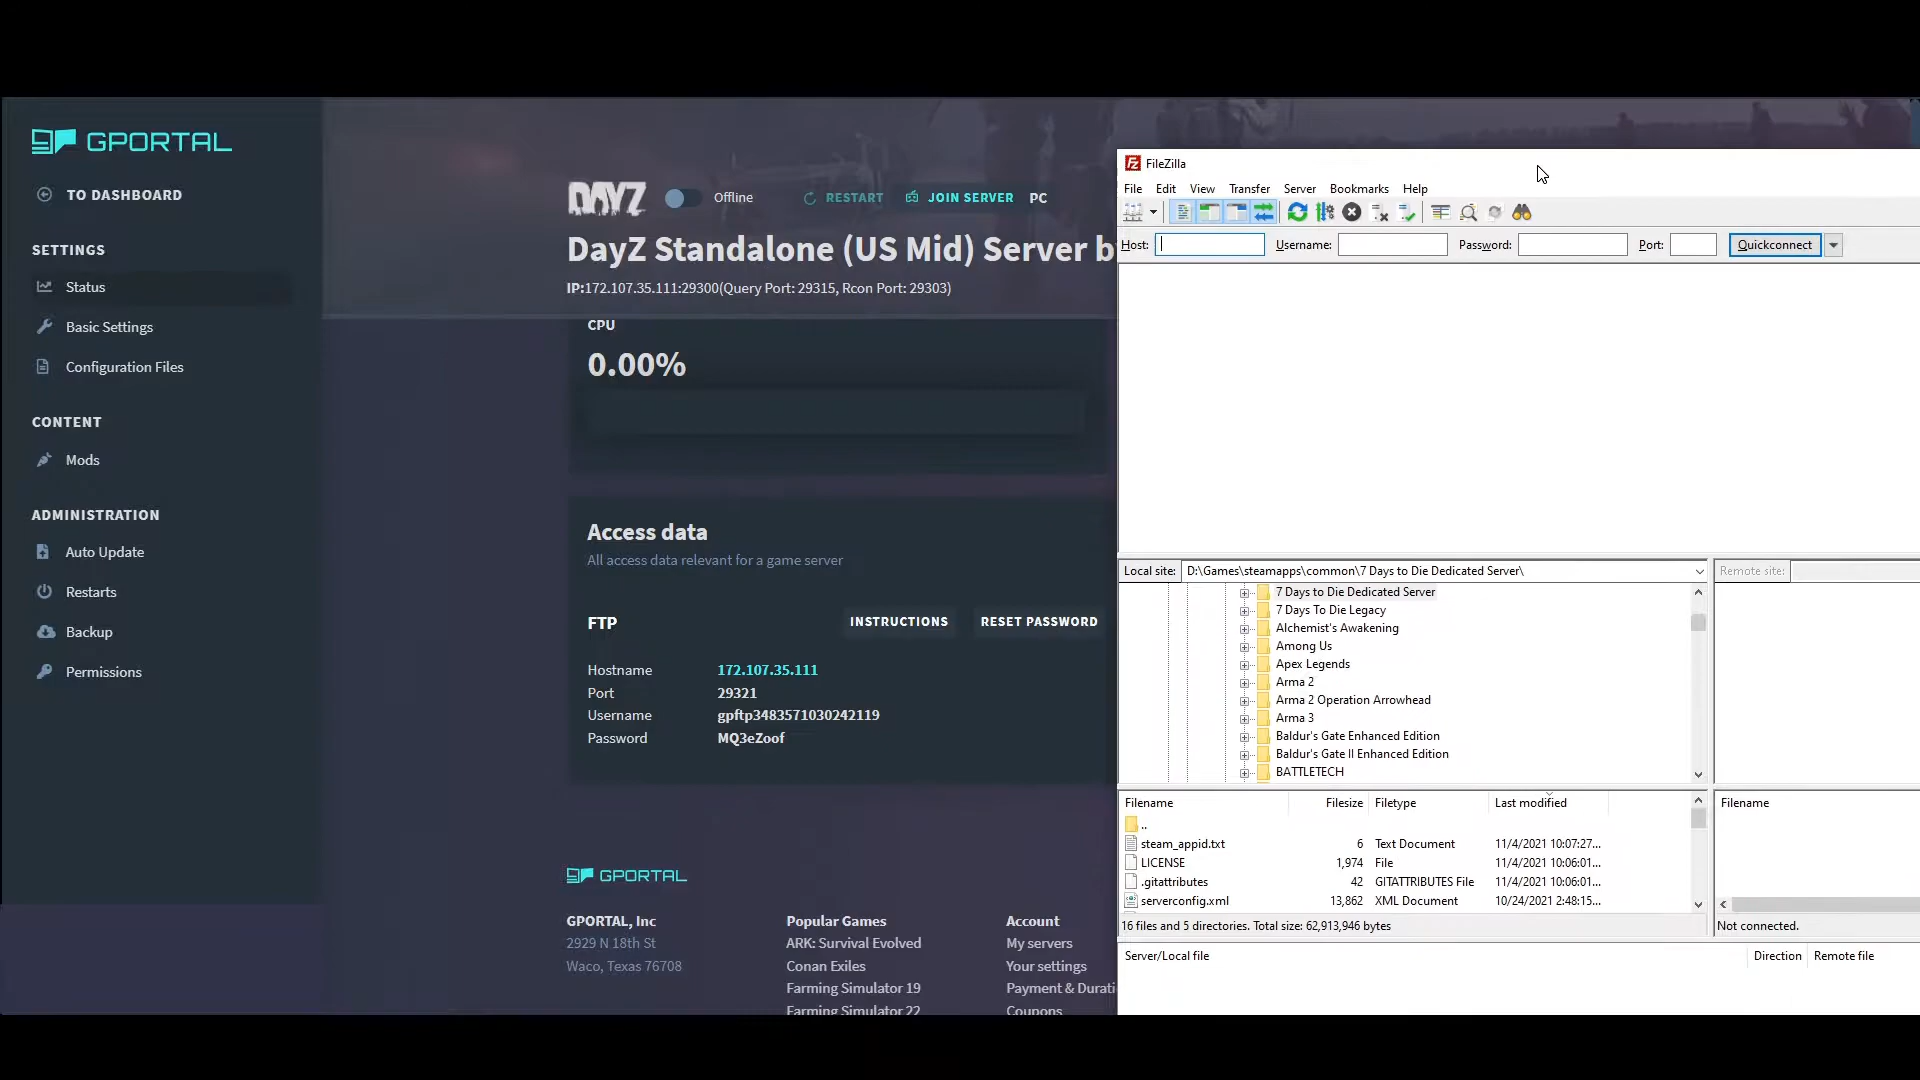 GPORTAL
TO DASHBOARD
SETTINGS
Status
Basic Settings
Configuration Files
CONTENT
Mods
ADMINISTRATION
Auto Update
Restarts
Backup
Permissions
DAYZ
Offline
RESTART
JOIN SERVER
PC
DayZ Standalone (US Mid) Server b
IP:172.107.35.111:29300(Query Port: 29315, Rcon Port: 29303)
CPU
0.00%
Access data
All access data relevant for a game server
FTP
INSTRUCTIONS
RESET PASSWORD
Hostname 172.107.35.111
Port 29321
Username gpftp3483571030242119
Password MQ3eZoof
GPORTAL
GPORTAL, Inc
2929 N 18th St
Waco, Texas 76708
Popular Games
ARK: Survival Evolved
Conan Exiles
Farming Simulator 19
Farming Simulator 22
Account
My servers
Your settings
Payment & Durati
Coupons
FileZilla
File Edit View Transfer Server Bookmarks Help
Host: Username: Password: Port: Quickconnect
Local site: D:\Games\steamapps\common\7 Days to Die Dedicated Server\
7 Days to Die Dedicated Server
7 Days To Die Legacy
Alchemist's Awakening
Among Us
Apex Legends
Arma 2
Arma 2 Operation Arrowhead
Arma 3
Baldur's Gate Enhanced Edition
Baldur's Gate II Enhanced Edition
BATTLETECH
Filename Filesize Filetype Last modified
..
steam_appid.txt 6 Text Document 11/4/2021 10:07:27...
LICENSE 1,974 File 11/4/2021 10:06:01...
.gitattributes 42 GITATTRIBUTES File 11/4/2021 10:06:01...
serverconfig.xml 13,862 XML Document 10/24/2021 2:48:15...
16 files and 5 directories. Total size: 62,913,946 bytes
Remote site:
Filename
Not connected.
Server/Local file Direction Remote file